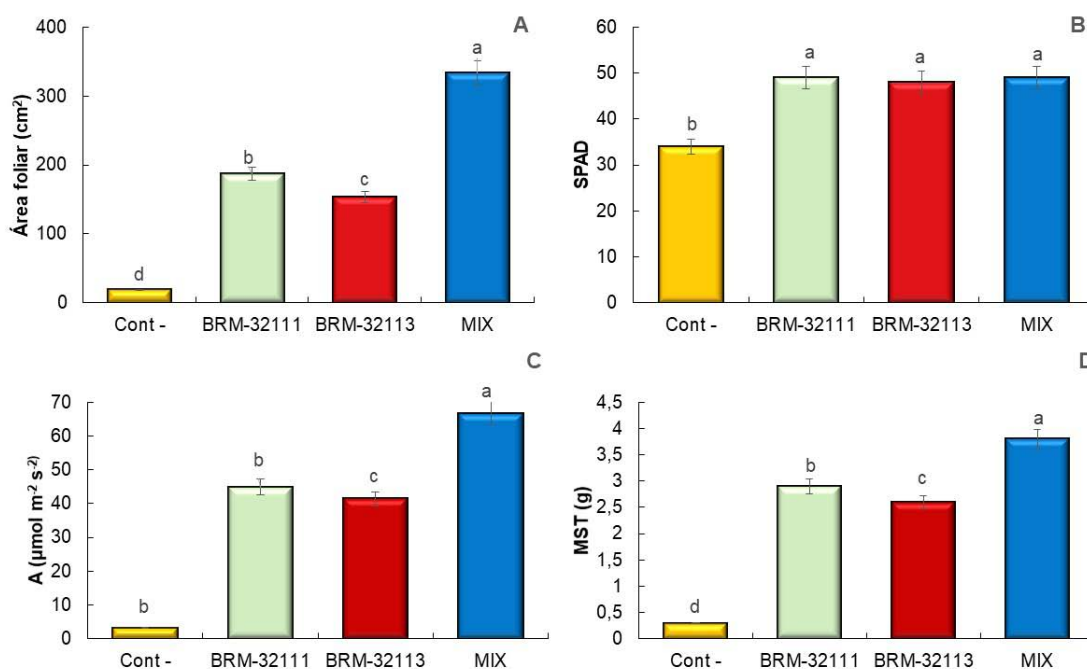 A
Área foliar (cm²)
400
300
200
100
0
d
b
c
a
Cont -
BRM-32111
BRM-32113
MIX
B
SPAD
60
50
40
30
20
10
0
b
a
a
a
Cont -
BRM-32111
BRM-32113
MIX
C
A (µmol m⁻² s⁻²)
70
60
50
40
30
20
10
0
b
b
c
a
Cont -
BRM-32111
BRM-32113
MIX
D
MST (g)
4,5
4
3,5
3
2,5
2
1,5
1
0,5
0
d
b
c
a
Cont -
BRM-32111
BRM-32113
MIX